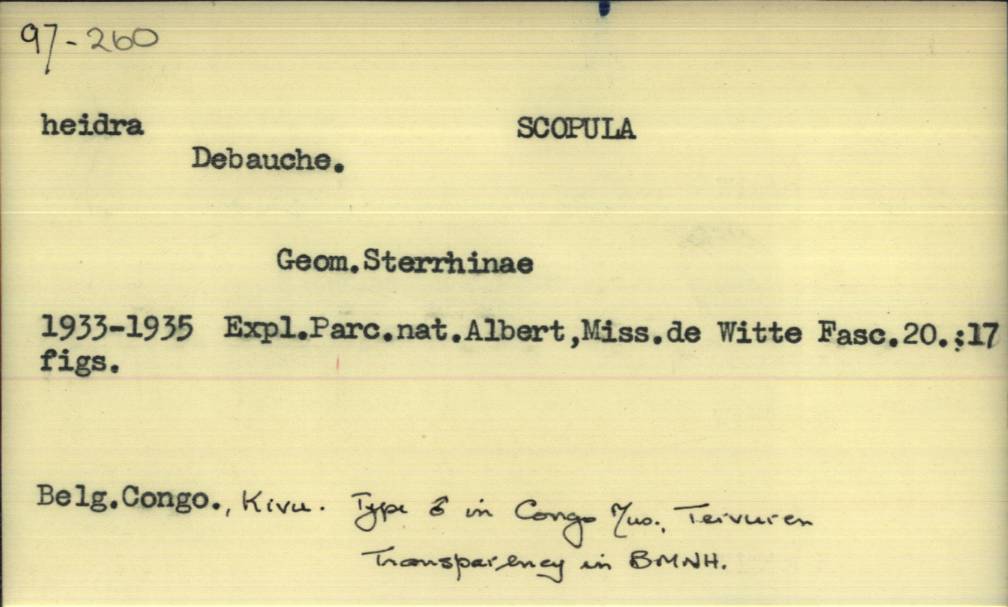 97-260
heidra SCOPULA
Debauche.
Geom.Sterrhinae
1933-1935 Expl.Parc.nat.Albert,Miss.de Witte Fasc.20.:17
figs.
Belg.Congo., Kivu. Type ♂ in Congo Mus., Tervuren
Transparency in BMNH.